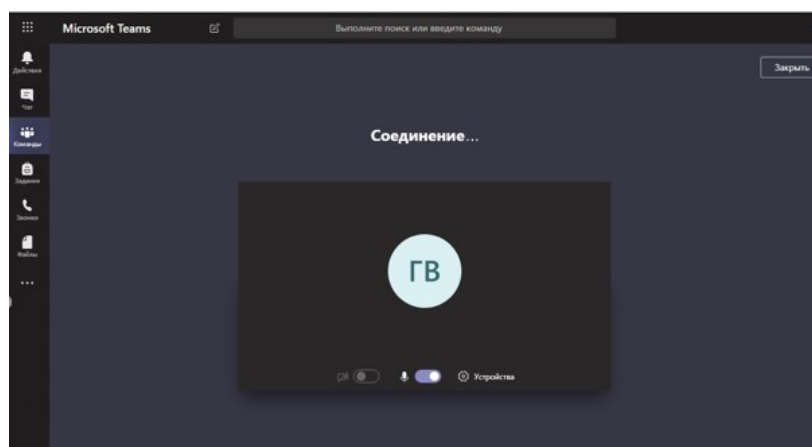 Microsoft Teams
Выполните поиск или введите команду
Действия
Чат
Команды
Задания
Звонки
Файлы
Закрыть
Соединение...
ГВ
Устройства